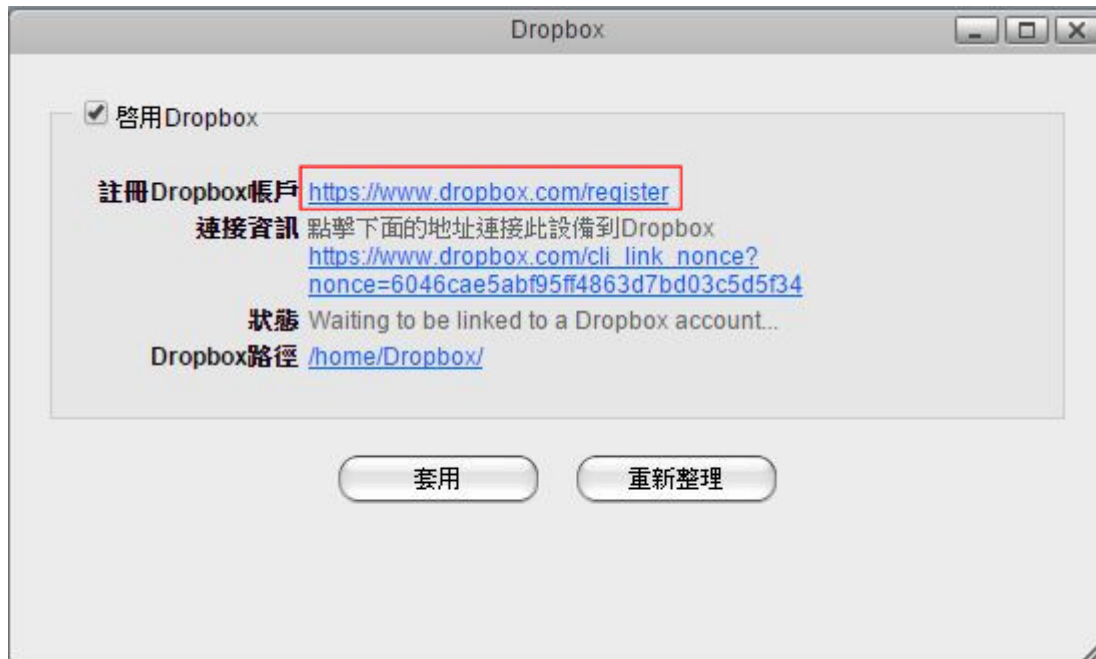 Dropbox
啓用Dropbox
註冊Dropbox帳戶 https://www.dropbox.com/register
連接資訊 點擊下面的地址連接此設備到Dropbox
https://www.dropbox.com/cli_link_nonce?
nonce=6046cae5abf95ff4863d7bd03c5d5f34
狀態 Waiting to be linked to a Dropbox account...
Dropbox路徑 /home/Dropbox/
套用 重新整理